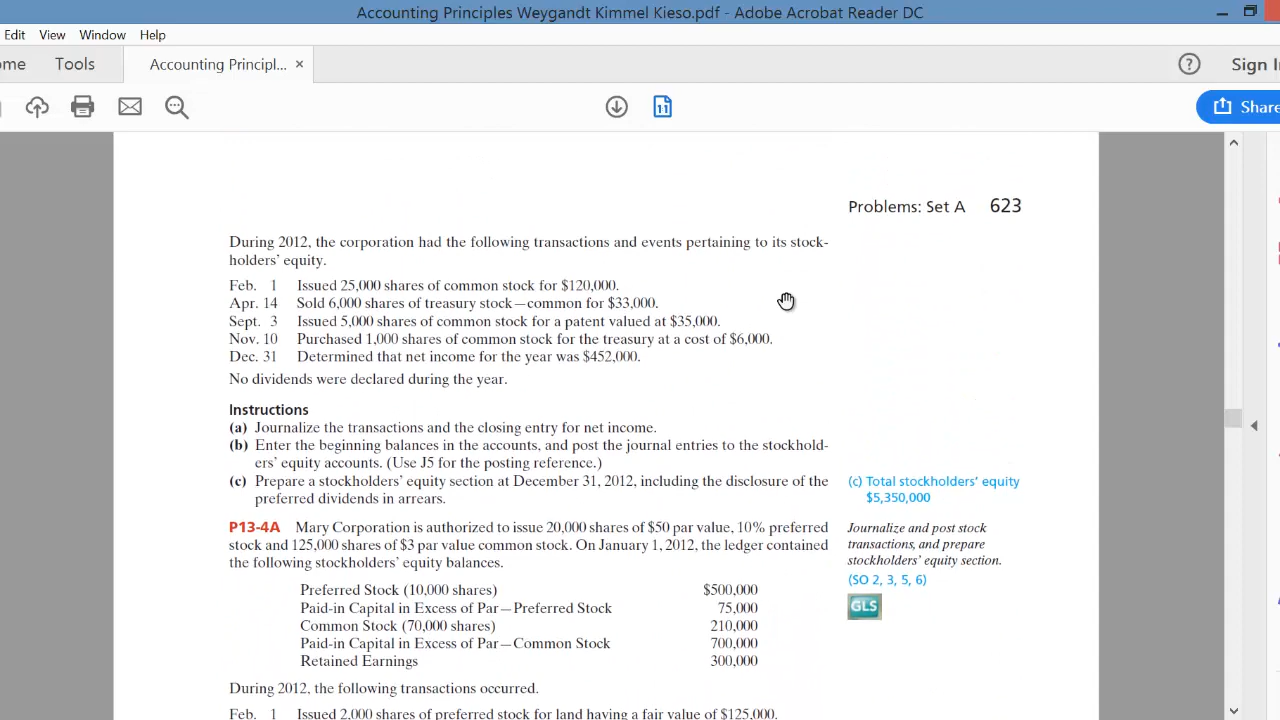 Accounting Principles Weygandt Kimmel Kieso.pdf - Adobe Acrobat Reader DC
Edit View Window Help
ome Tools Accounting Principl... × ? Sign I
11 Share
Problems: Set A 623
During 2012, the corporation had the following transactions and events pertaining to its stock-
holders' equity.
Feb. 1 Issued 25,000 shares of common stock for $120,000.
Apr. 14 Sold 6,000 shares of treasury stock—common for $33,000.
Sept. 3 Issued 5,000 shares of common stock for a patent valued at $35,000.
Nov. 10 Purchased 1,000 shares of common stock for the treasury at a cost of $6,000.
Dec. 31 Determined that net income for the year was $452,000.
No dividends were declared during the year.
Instructions
(a) Journalize the transactions and the closing entry for net income.
(b) Enter the beginning balances in the accounts, and post the journal entries to the stockhold-
ers' equity accounts. (Use J5 for the posting reference.)
(c) Prepare a stockholders' equity section at December 31, 2012, including the disclosure of the
preferred dividends in arrears.
(c) Total stockholders' equity
$5,350,000
P13-4A Mary Corporation is authorized to issue 20,000 shares of $50 par value, 10% preferred
stock and 125,000 shares of $3 par value common stock. On January 1, 2012, the ledger contained
the following stockholders' equity balances.
Journalize and post stock
transactions, and prepare
stockholders' equity section.
(SO 2, 3, 5, 6)
GLS
Preferred Stock (10,000 shares) $500,000
Paid-in Capital in Excess of Par—Preferred Stock 75,000
Common Stock (70,000 shares) 210,000
Paid-in Capital in Excess of Par—Common Stock 700,000
Retained Earnings 300,000
During 2012, the following transactions occurred.
Feb. 1 Issued 2,000 shares of preferred stock for land having a fair value of $125,000.